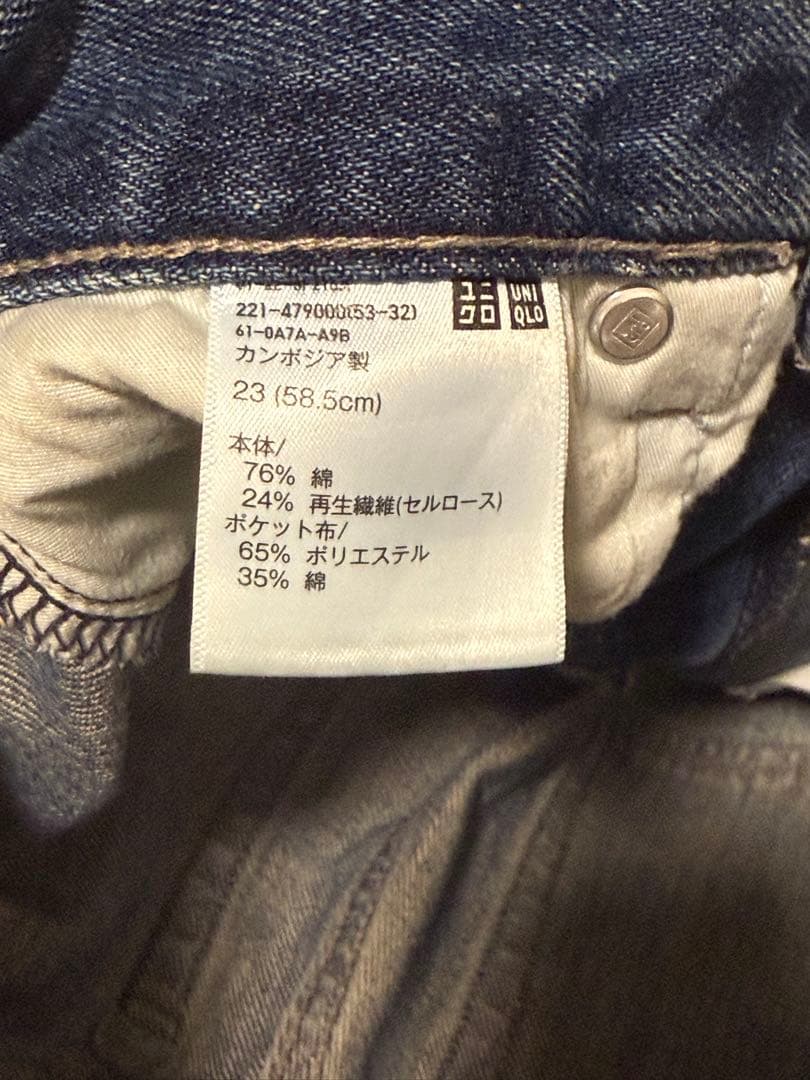 ユニ
クロ
UNI
QLO
221-479000(53-32)
61-0A7A-A9B
カンボジア製
23 (58.5cm)
本体/
76% 綿
24% 再生繊維(セルロース)
ポケット布/
65% ポリエステル
35% 綿